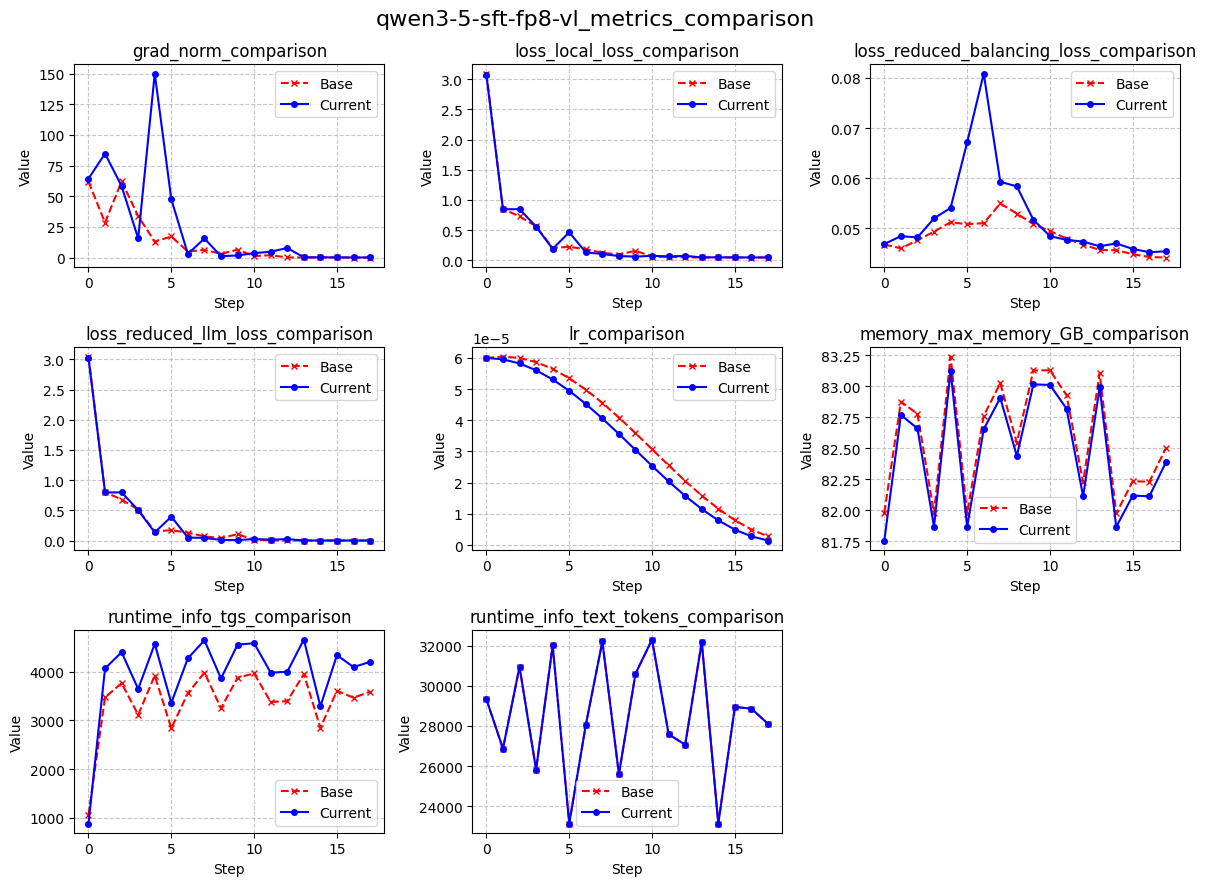 qwen3-5-sft-fp8-vl_metrics_comparison
grad_norm_comparison
150
125
100
75
50
25
0
Value
0
5
10
15
Step
Base
Current
loss_local_loss_comparison
3.0
2.5
2.0
1.5
1.0
0.5
0.0
Value
0
5
10
15
Step
Base
Current
loss_reduced_balancing_loss_comparison
0.08
0.07
0.06
0.05
Value
0
5
10
15
Step
Base
Current
loss_reduced_llm_loss_comparison
3.0
2.5
2.0
1.5
1.0
0.5
0.0
Value
0
5
10
15
Step
Base
Current
lr_comparison
1e−5
6
5
4
3
2
1
0
Value
0
5
10
15
Step
Base
Current
memory_max_memory_GB_comparison
83.25
83.00
82.75
82.50
82.25
82.00
81.75
Value
0
5
10
15
Step
Base
Current
runtime_info_tgs_comparison
4000
3000
2000
1000
Value
0
5
10
15
Step
Base
Current
runtime_info_text_tokens_comparison
32000
30000
28000
26000
24000
Value
0
5
10
15
Step
Base
Current